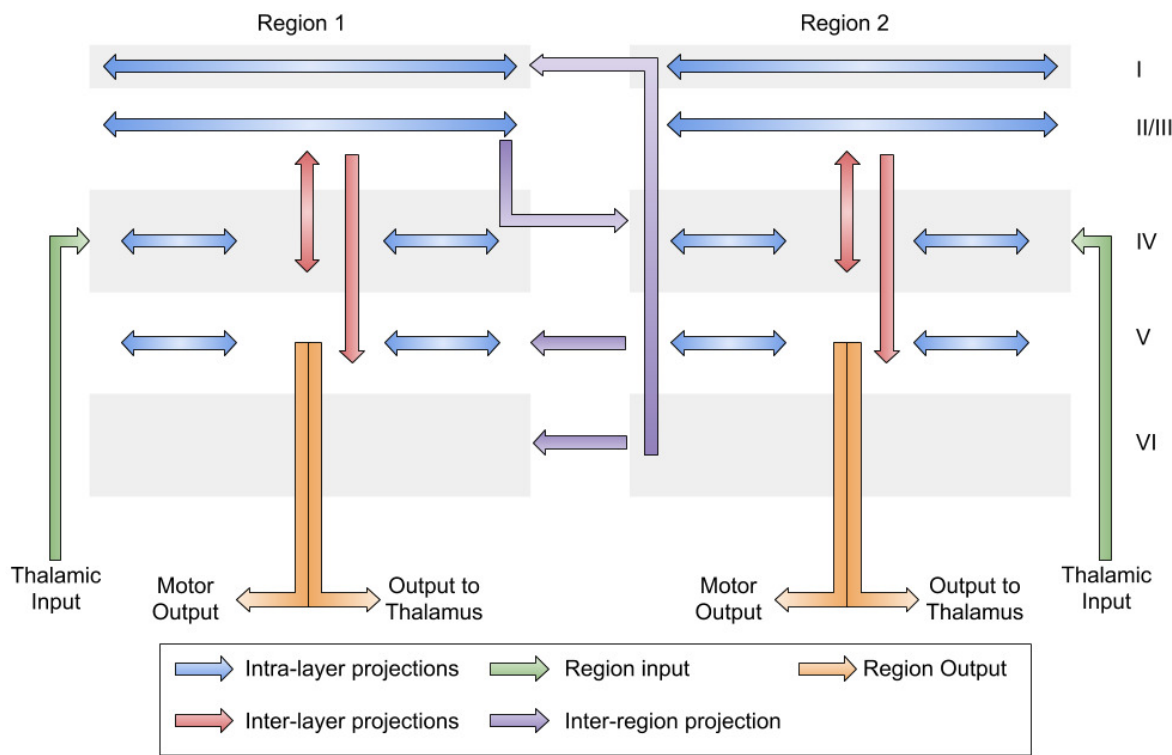 Region 1
Region 2
I
II/III
IV
V
VI
Thalamic
Input
Motor
Output
Output to
Thalamus
Motor
Output
Output to
Thalamus
Thalamic
Input
Intra-layer projections
Region input
Region Output
Inter-layer projections
Inter-region projection